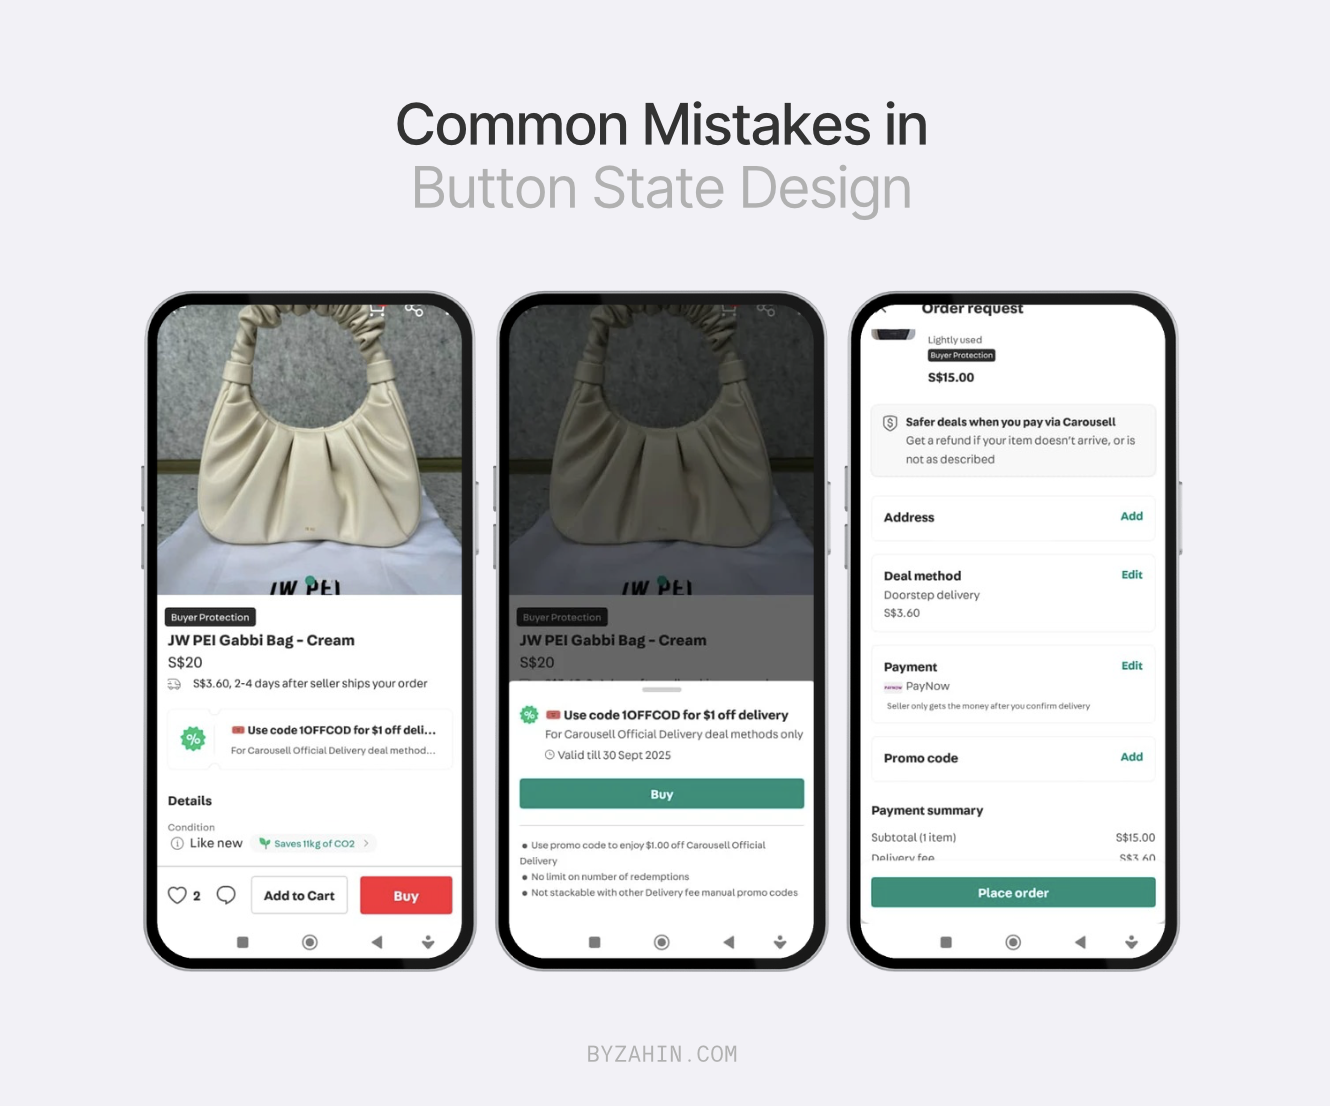 Common Mistakes in
Button State Design
JW PEI
Buyer Protection
JW PEI Gabbi Bag - Cream
S$20
S$3.60, 2-4 days after seller ships your order
%
Use code 1OFFCOD for $1 off deli...
For Carousell Official Delivery deal method...
Details
Condition
Like new
Saves 11kg of CO2
2
Add to Cart
Buy
JW PEI
Buyer Protection
JW PEI Gabbi Bag - Cream
S$20
%
Use code 1OFFCOD for $1 off delivery
For Carousell Official Delivery deal methods only
Valid till 30 Sept 2025
Buy
• Use promo code to enjoy $1.00 off Carousell Official
Delivery
• No limit on number of redemptions
• Not stackable with other Delivery fee manual promo codes
Order request
Lightly used
Buyer Protection
S$15.00
Safer deals when you pay via Carousell
Get a refund if your item doesn't arrive, or is
not as described
Address Add
Deal method Edit
Doorstep delivery
S$3.60
Payment Edit
PAYNOW PayNow
Seller only gets the money after you confirm delivery
Promo code Add
Payment summary
Subtotal (1 item) S$15.00
Delivery fee S$3.60
Place order
BYZAHIN.COM